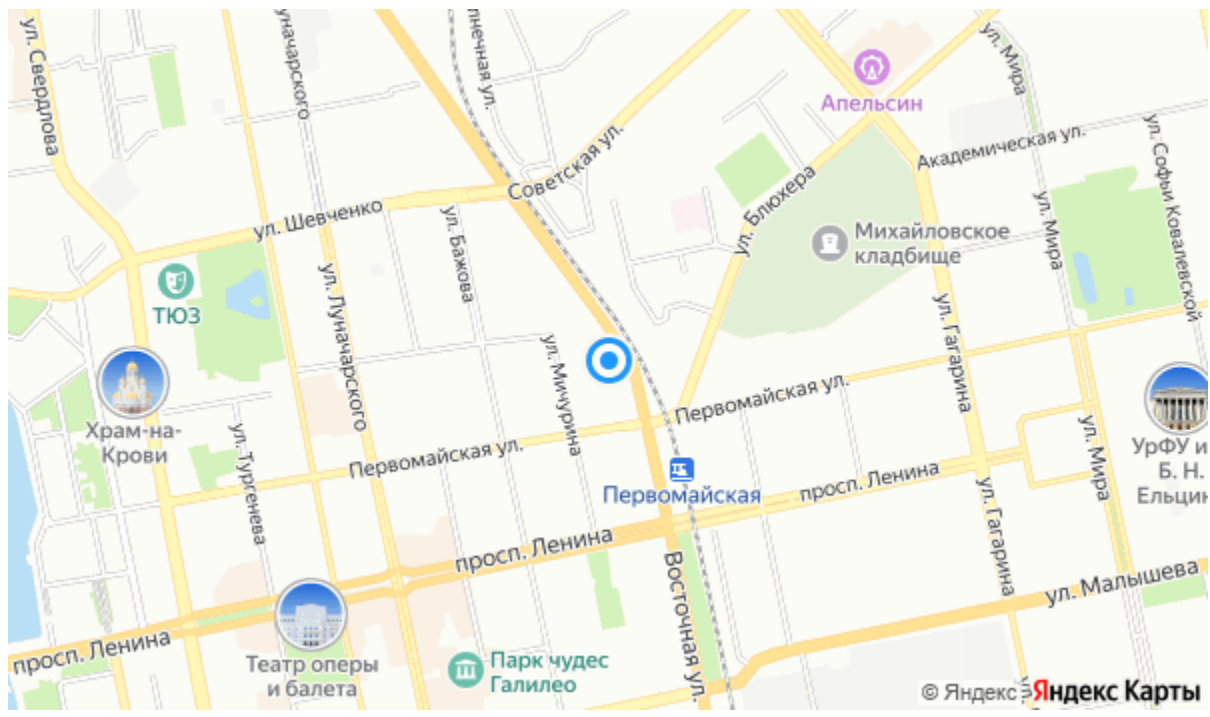 ул. Свердлова
уначарского
нечная ул.
ул. Мира
Апельсин
Академическая ул.
ул. Софьи Ковалевской
Советская ул.
ул. Шевченко
ул. Бажова
ул. Блюхера
Михайловское
кладбище
ул. Мира
ТЮЗ
ул. Луначарского
ул. Гагарина
ул. Мичурина
Храм-на-
Крови
Первомайская ул.
Первомайская ул.
ул. Тургенева
ул. Мира
УрФУ и
Б. Н.
Ельцин
Первомайская
просп. Ленина
ул. Гагарина
просп. Ленина
Восточная ул.
ул. Малышева
просп. Ленина
Театр оперы
и балета
Парк чудес
Галилео
© Яндекс
Яндекс Карты